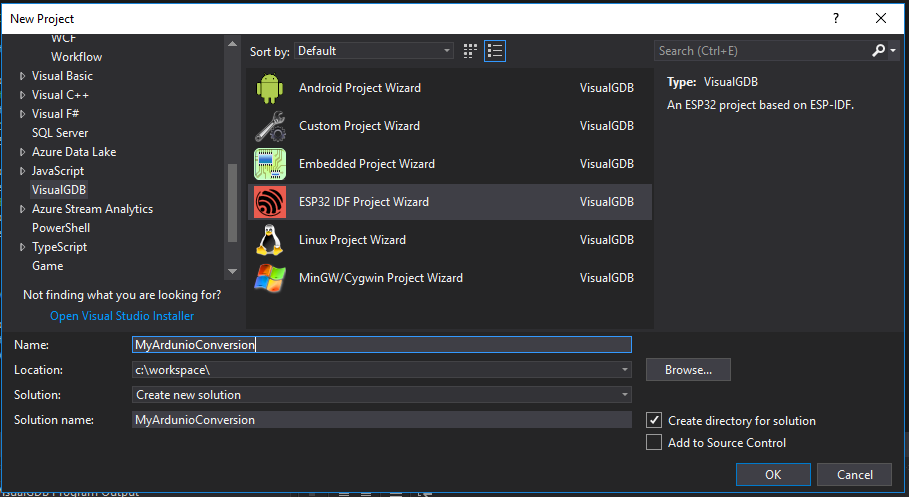 New Project
?
WCF
Workflow
Visual Basic
Visual C++
Visual F#
SQL Server
Azure Data Lake
JavaScript
VisualGDB
Azure Stream Analytics
PowerShell
TypeScript
Game
Not finding what you are looking for?
Open Visual Studio Installer
Sort by: Default
Android Project Wizard VisualGDB
Custom Project Wizard VisualGDB
Embedded Project Wizard VisualGDB
ESP32 IDF Project Wizard VisualGDB
Linux Project Wizard VisualGDB
MinGW/Cygwin Project Wizard VisualGDB
Search (Ctrl+E)
Type: VisualGDB
An ESP32 project based on ESP-IDF.
Name: MyArdunioConversion
Location: c:\workspace\ Browse...
Solution: Create new solution
Solution name: MyArdunioConversion
Create directory for solution
Add to Source Control
OK Cancel
VisualGDB Program Output